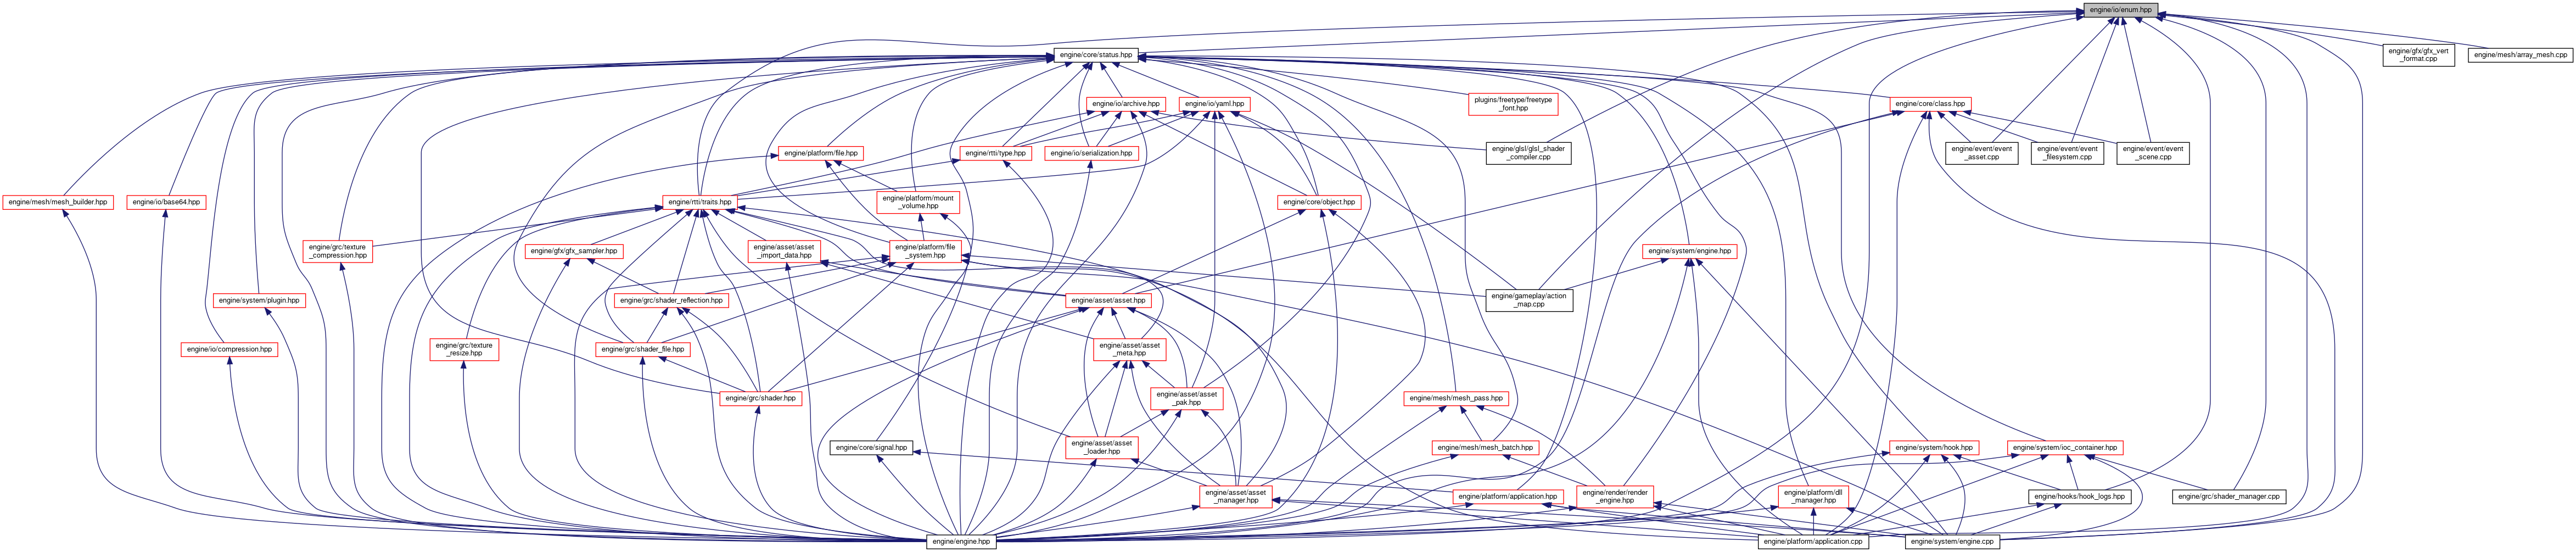 engine/io/enum.hpp
engine/core/status.hpp
engine/gfx/gfx_vert
_format.cpp
engine/mesh/array_mesh.cpp
engine/io/archive.hpp
engine/io/yaml.hpp
plugins/freetype/freetype
_font.hpp
engine/core/class.hpp
engine/platform/file.hpp
engine/rtti/type.hpp
engine/io/serialization.hpp
engine/glsl/glsl_shader
_compiler.cpp
engine/event/event
_asset.cpp
engine/event/event
_filesystem.cpp
engine/event/event
_scene.cpp
engine/mesh/mesh_builder.hpp
engine/io/base64.hpp
engine/rtti/traits.hpp
engine/platform/mount
_volume.hpp
engine/core/object.hpp
engine/grc/texture
_compression.hpp
engine/gfx/gfx_sampler.hpp
engine/asset/asset
_import_data.hpp
engine/platform/file
_system.hpp
engine/system/engine.hpp
engine/system/plugin.hpp
engine/grc/shader_reflection.hpp
engine/asset/asset.hpp
engine/gameplay/action
_map.cpp
engine/io/compression.hpp
engine/grc/texture
_resize.hpp
engine/grc/shader_file.hpp
engine/asset/asset
_meta.hpp
engine/grc/shader.hpp
engine/asset/asset
_pak.hpp
engine/mesh/mesh_pass.hpp
engine/core/signal.hpp
engine/asset/asset
_loader.hpp
engine/mesh/mesh_batch.hpp
engine/system/hook.hpp
engine/system/ioc_container.hpp
engine/asset/asset
_manager.hpp
engine/platform/application.hpp
engine/render/render
_engine.hpp
engine/platform/dll
_manager.hpp
engine/hooks/hook_logs.hpp
engine/grc/shader_manager.cpp
engine/engine.hpp
engine/platform/application.cpp
engine/system/engine.cpp